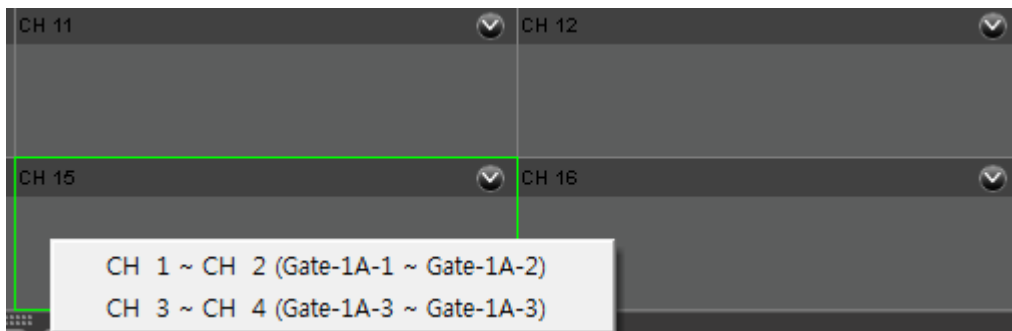 CH 11
CH 12
CH 15
CH 16
CH 1 ~ CH 2 (Gate-1A-1 ~ Gate-1A-2)
CH 3 ~ CH 4 (Gate-1A-3 ~ Gate-1A-3)